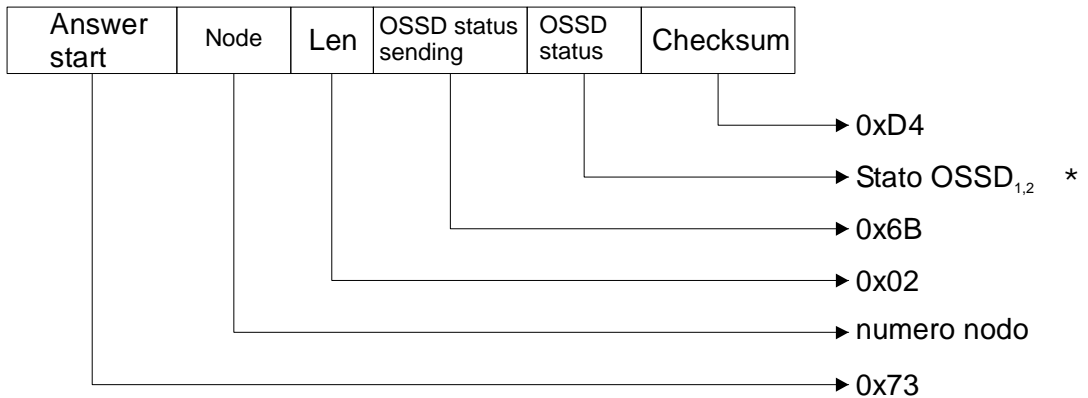 Answer start
Node
Len
OSSD status sending
OSSD status
Checksum
0xD4
Stato OSSD1,2 *
0x6B
0x02
numero nodo
0x73